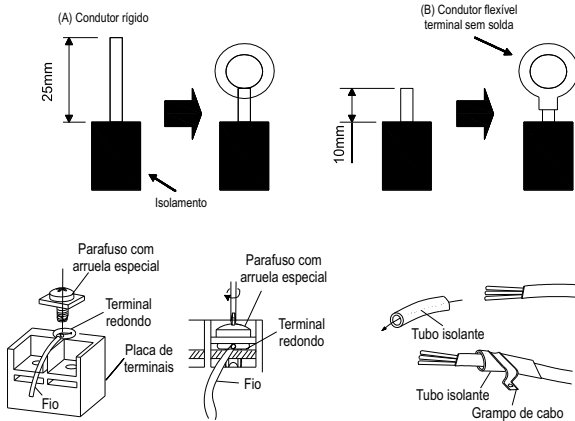 (A) Condutor rígido
25mm
Isolamento
(B) Condutor flexível
terminal sem solda
10mm
Parafuso com
arruela especial
Terminal
redondo
Placa de
terminais
Fio
Parafuso com
arruela especial
Terminal
redondo
Fio
Tubo isolante
Tubo isolante
Grampo de cabo